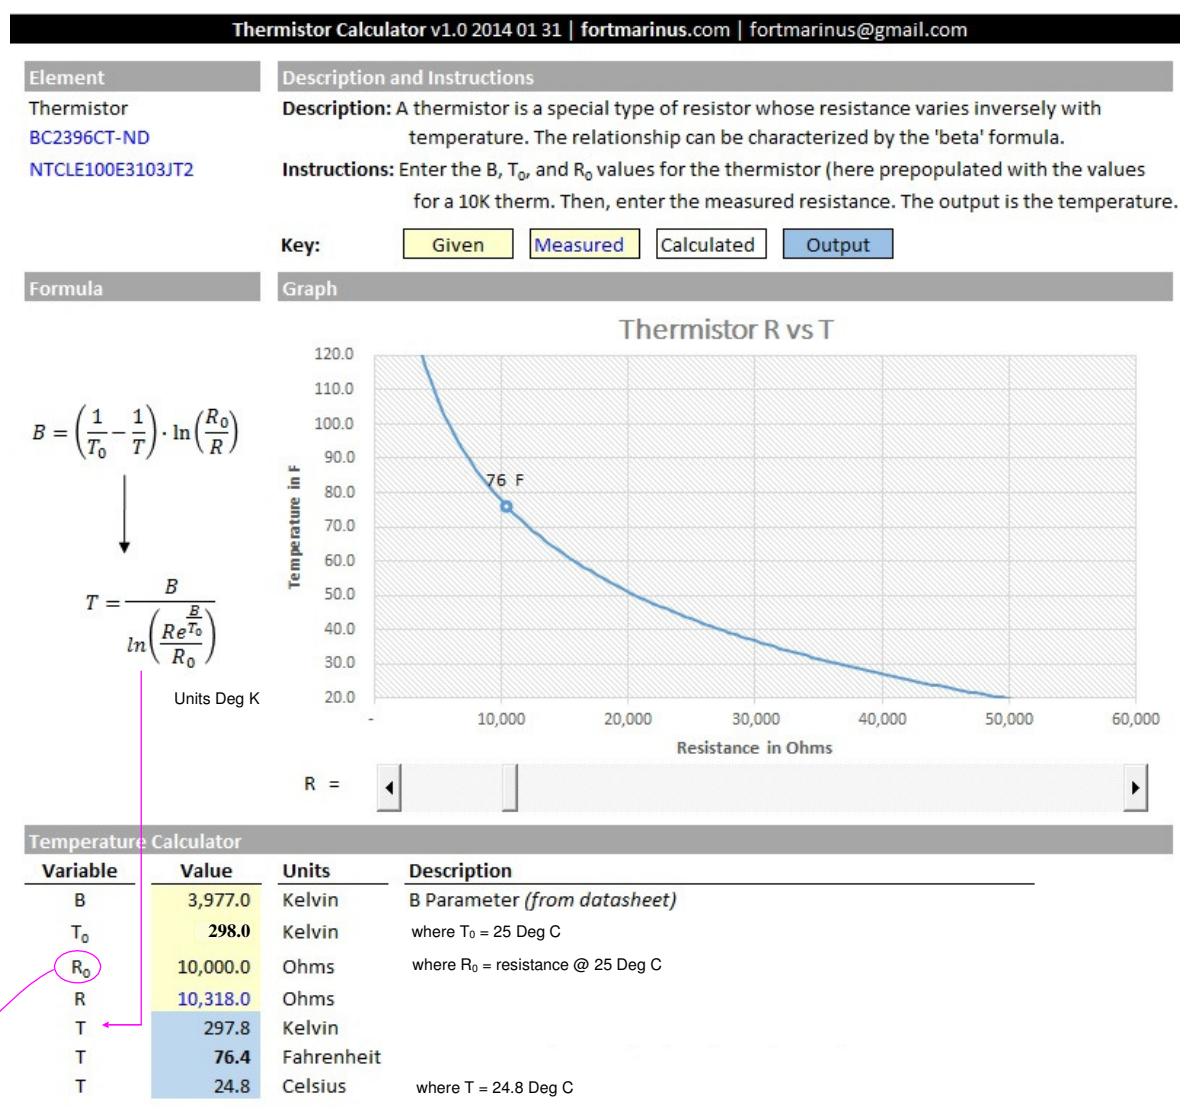 Thermistor Calculator v1.0 2014 01 31 | fortmarinus.com | fortmarinus@gmail.com
Element
Thermistor
BC2396CT-ND
NTCLE100E3103JT2
Description and Instructions
Description: A thermistor is a special type of resistor whose resistance varies inversely with
temperature. The relationship can be characterized by the 'beta' formula.
Instructions: Enter the B, T₀, and R₀ values for the thermistor (here prepopulated with the values
for a 10K therm. Then, enter the measured resistance. The output is the temperature.
Key: Given Measured Calculated Output
Formula
B = (1/T₀ − 1/T) · ln(R₀/R)
T = B / ln(Re^(B/T₀) / R₀)
Units Deg K
Graph
Thermistor R vs T
Temperature in F
120.0
110.0
100.0
90.0
80.0
70.0
60.0
50.0
40.0
30.0
20.0
76 F
- 10,000 20,000 30,000 40,000 50,000 60,000
Resistance in Ohms
R =
Temperature Calculator
Variable Value Units Description
B 3,977.0 Kelvin B Parameter (from datasheet)
T₀ 298.0 Kelvin where T₀ = 25 Deg C
R₀ 10,000.0 Ohms where R₀ = resistance @ 25 Deg C
R 10,318.0 Ohms
T 297.8 Kelvin
T 76.4 Fahrenheit
T 24.8 Celsius where T = 24.8 Deg C